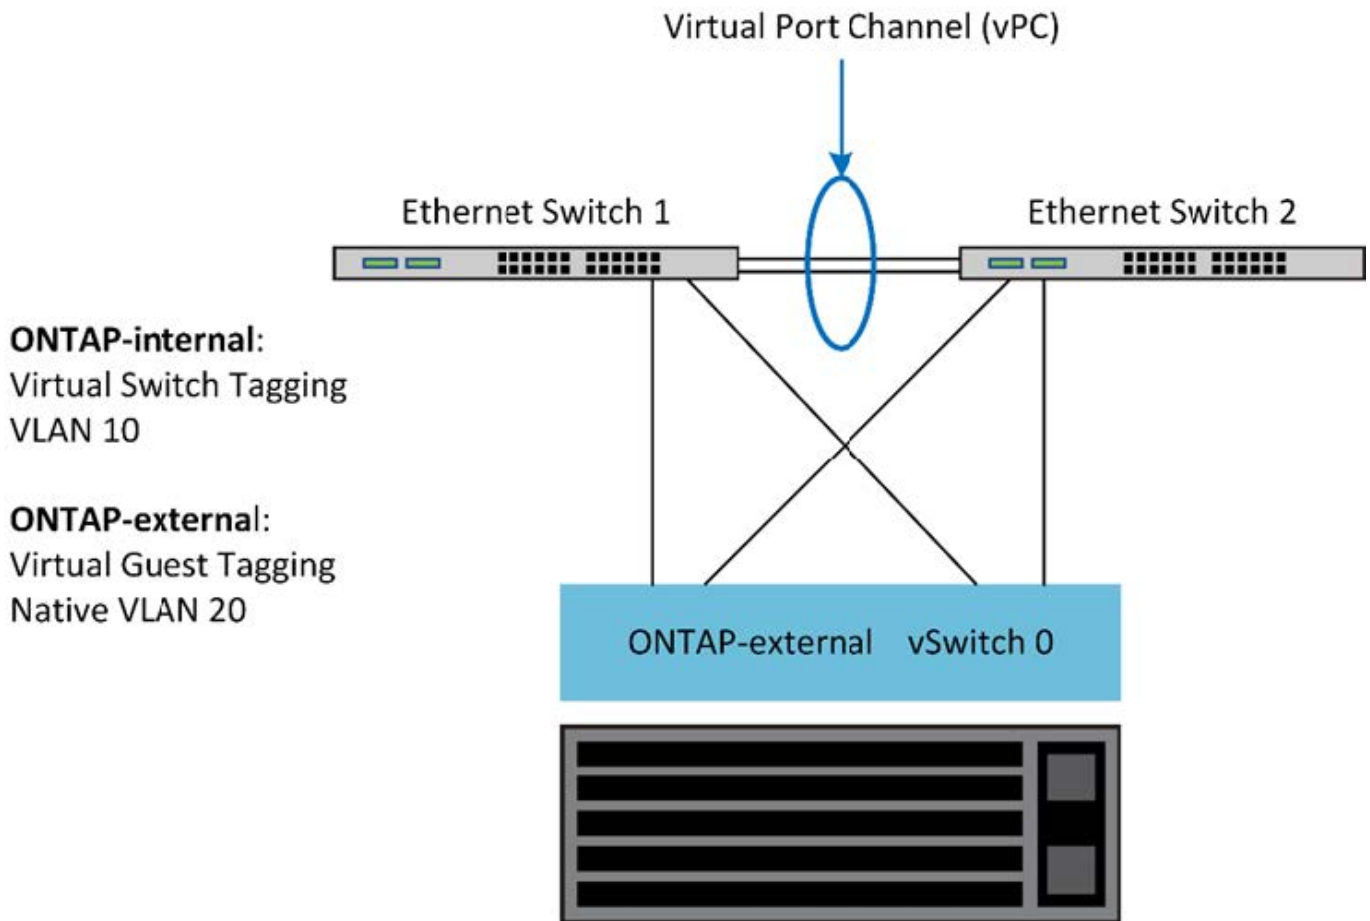 Virtual Port Channel (vPC)
Ethernet Switch 1
Ethernet Switch 2
ONTAP-internal:
Virtual Switch Tagging
VLAN 10
ONTAP-external:
Virtual Guest Tagging
Native VLAN 20
ONTAP-external vSwitch 0